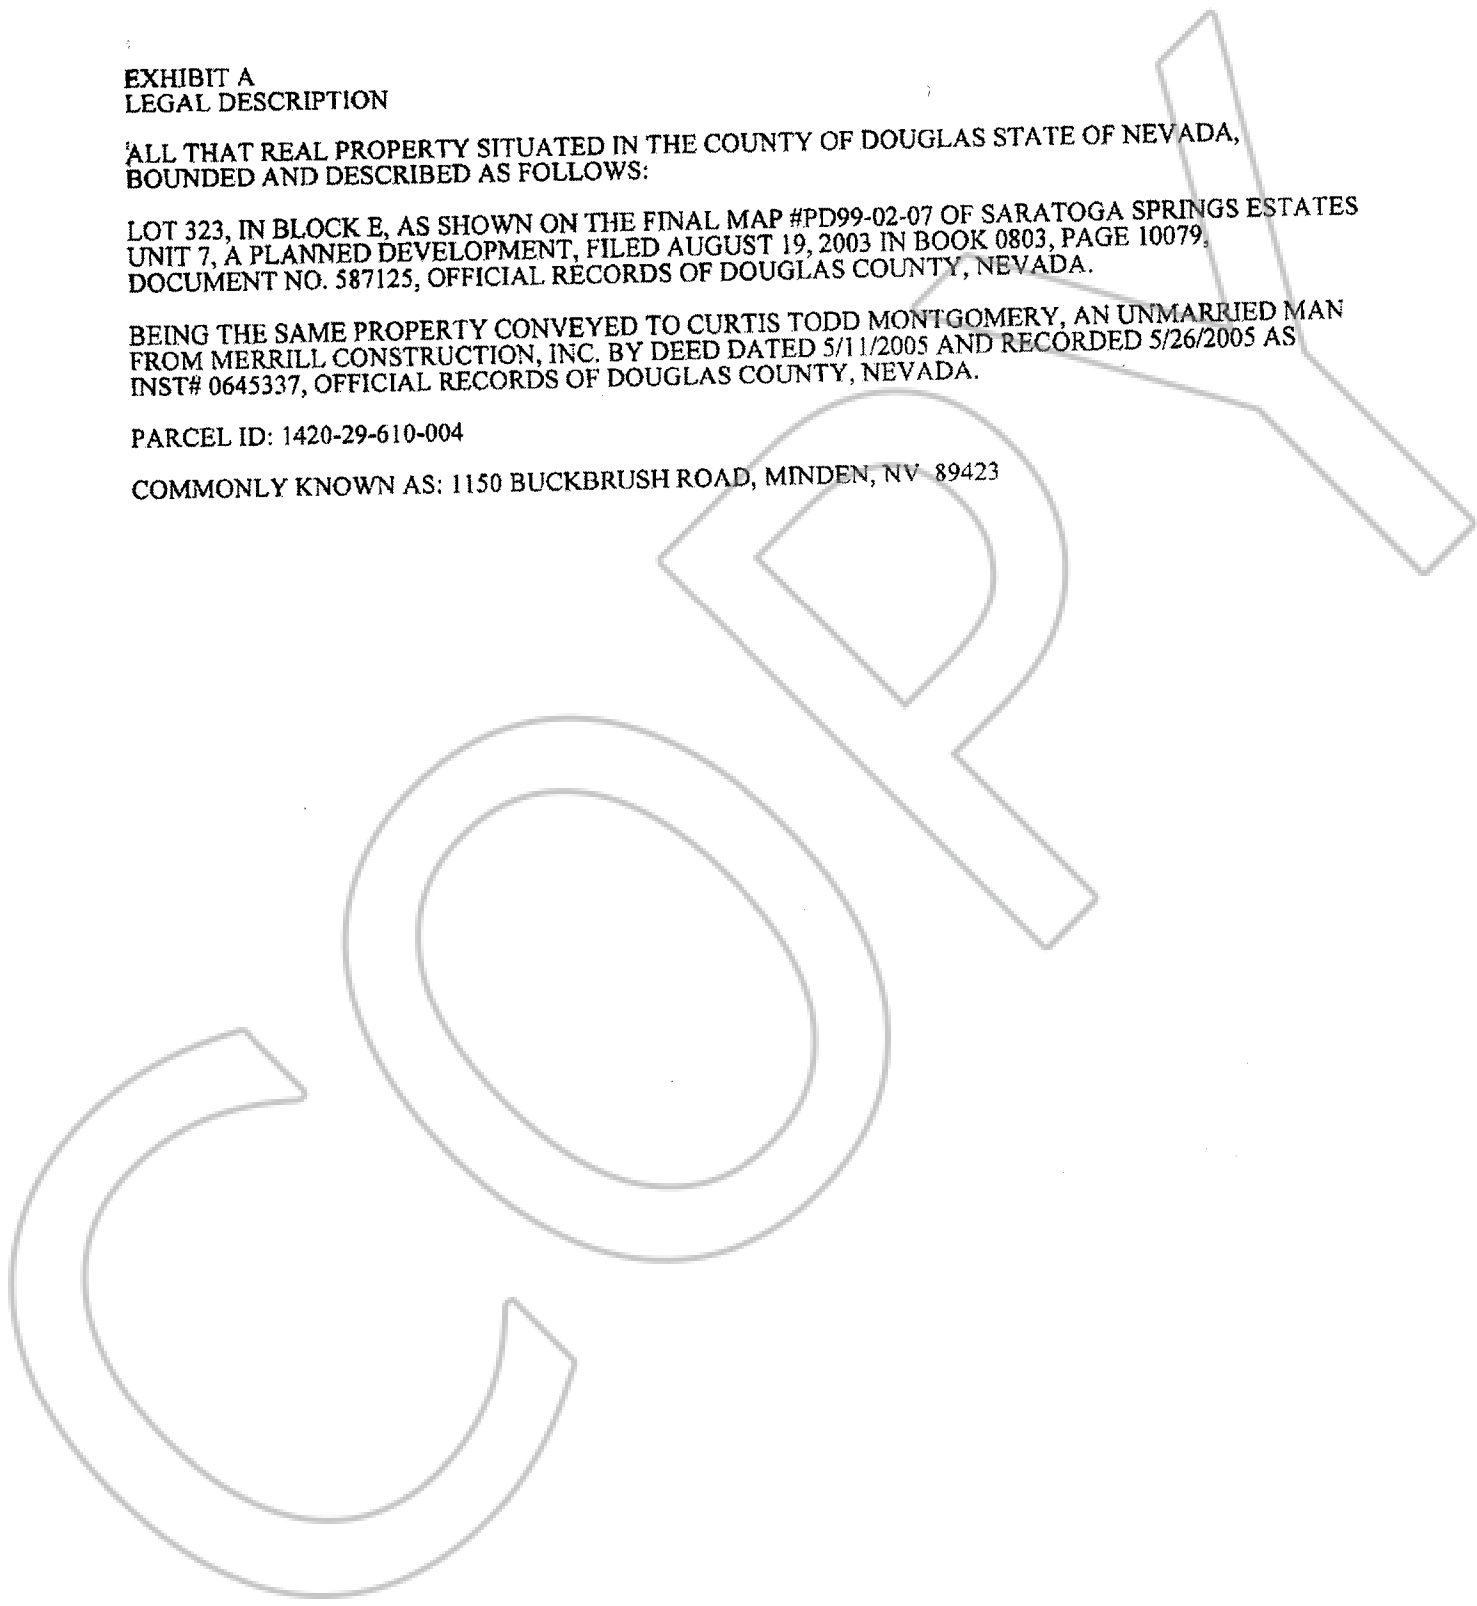 EXHIBIT A
LEGAL DESCRIPTION
ALL THAT REAL PROPERTY SITUATED IN THE COUNTY OF DOUGLAS STATE OF NEVADA,
BOUNDED AND DESCRIBED AS FOLLOWS:
LOT 323, IN BLOCK E, AS SHOWN ON THE FINAL MAP #PD99-02-07 OF SARATOGA SPRINGS ESTATES
UNIT 7, A PLANNED DEVELOPMENT, FILED AUGUST 19, 2003 IN BOOK 0803, PAGE 10079,
DOCUMENT NO. 587125, OFFICIAL RECORDS OF DOUGLAS COUNTY, NEVADA.
BEING THE SAME PROPERTY CONVEYED TO CURTIS TODD MONTGOMERY, AN UNMARRIED MAN
FROM MERRILL CONSTRUCTION, INC. BY DEED DATED 5/11/2005 AND RECORDED 5/26/2005 AS
INST# 0645337, OFFICIAL RECORDS OF DOUGLAS COUNTY, NEVADA.
PARCEL ID: 1420-29-610-004
COMMONLY KNOWN AS: 1150 BUCKBRUSH ROAD, MINDEN, NV 89423
COPY